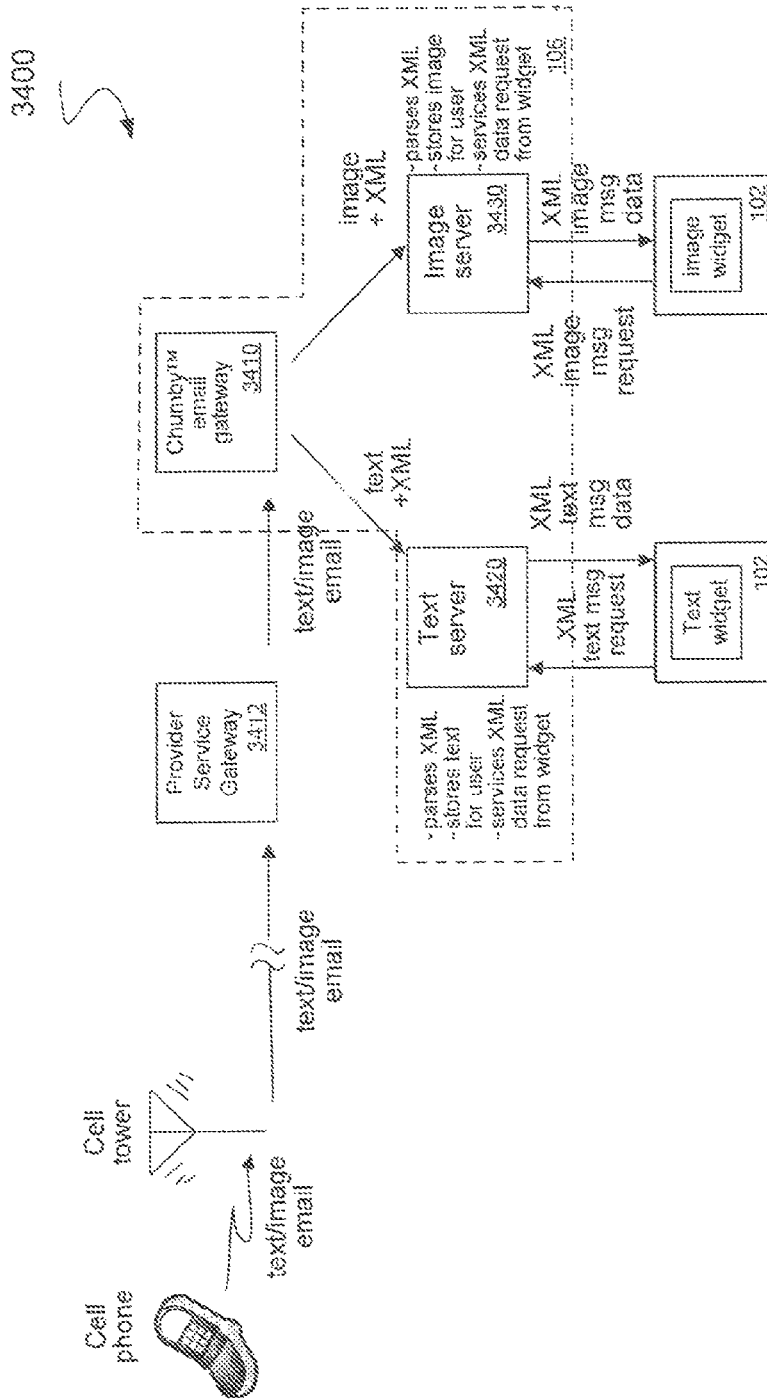 3400
Cell
phone
Cell
tower
text/image
email
text/image
email
Provider
Service
Gateway
3412
text/image
email
Chumby™
email
gateway
3410
text
+XML
image
+ XML
-parses XML
-stores text
for user
-services XML
data request
from widget
Text
server
3420
XML
text msg
request
XML
text
msg
data
Text
widget
102
Image
server
3430
-parses XML
-stores image
for user
-services XML
data request
from widget
106
XML
image
msg
request
XML
image
msg
data
image
widget
102